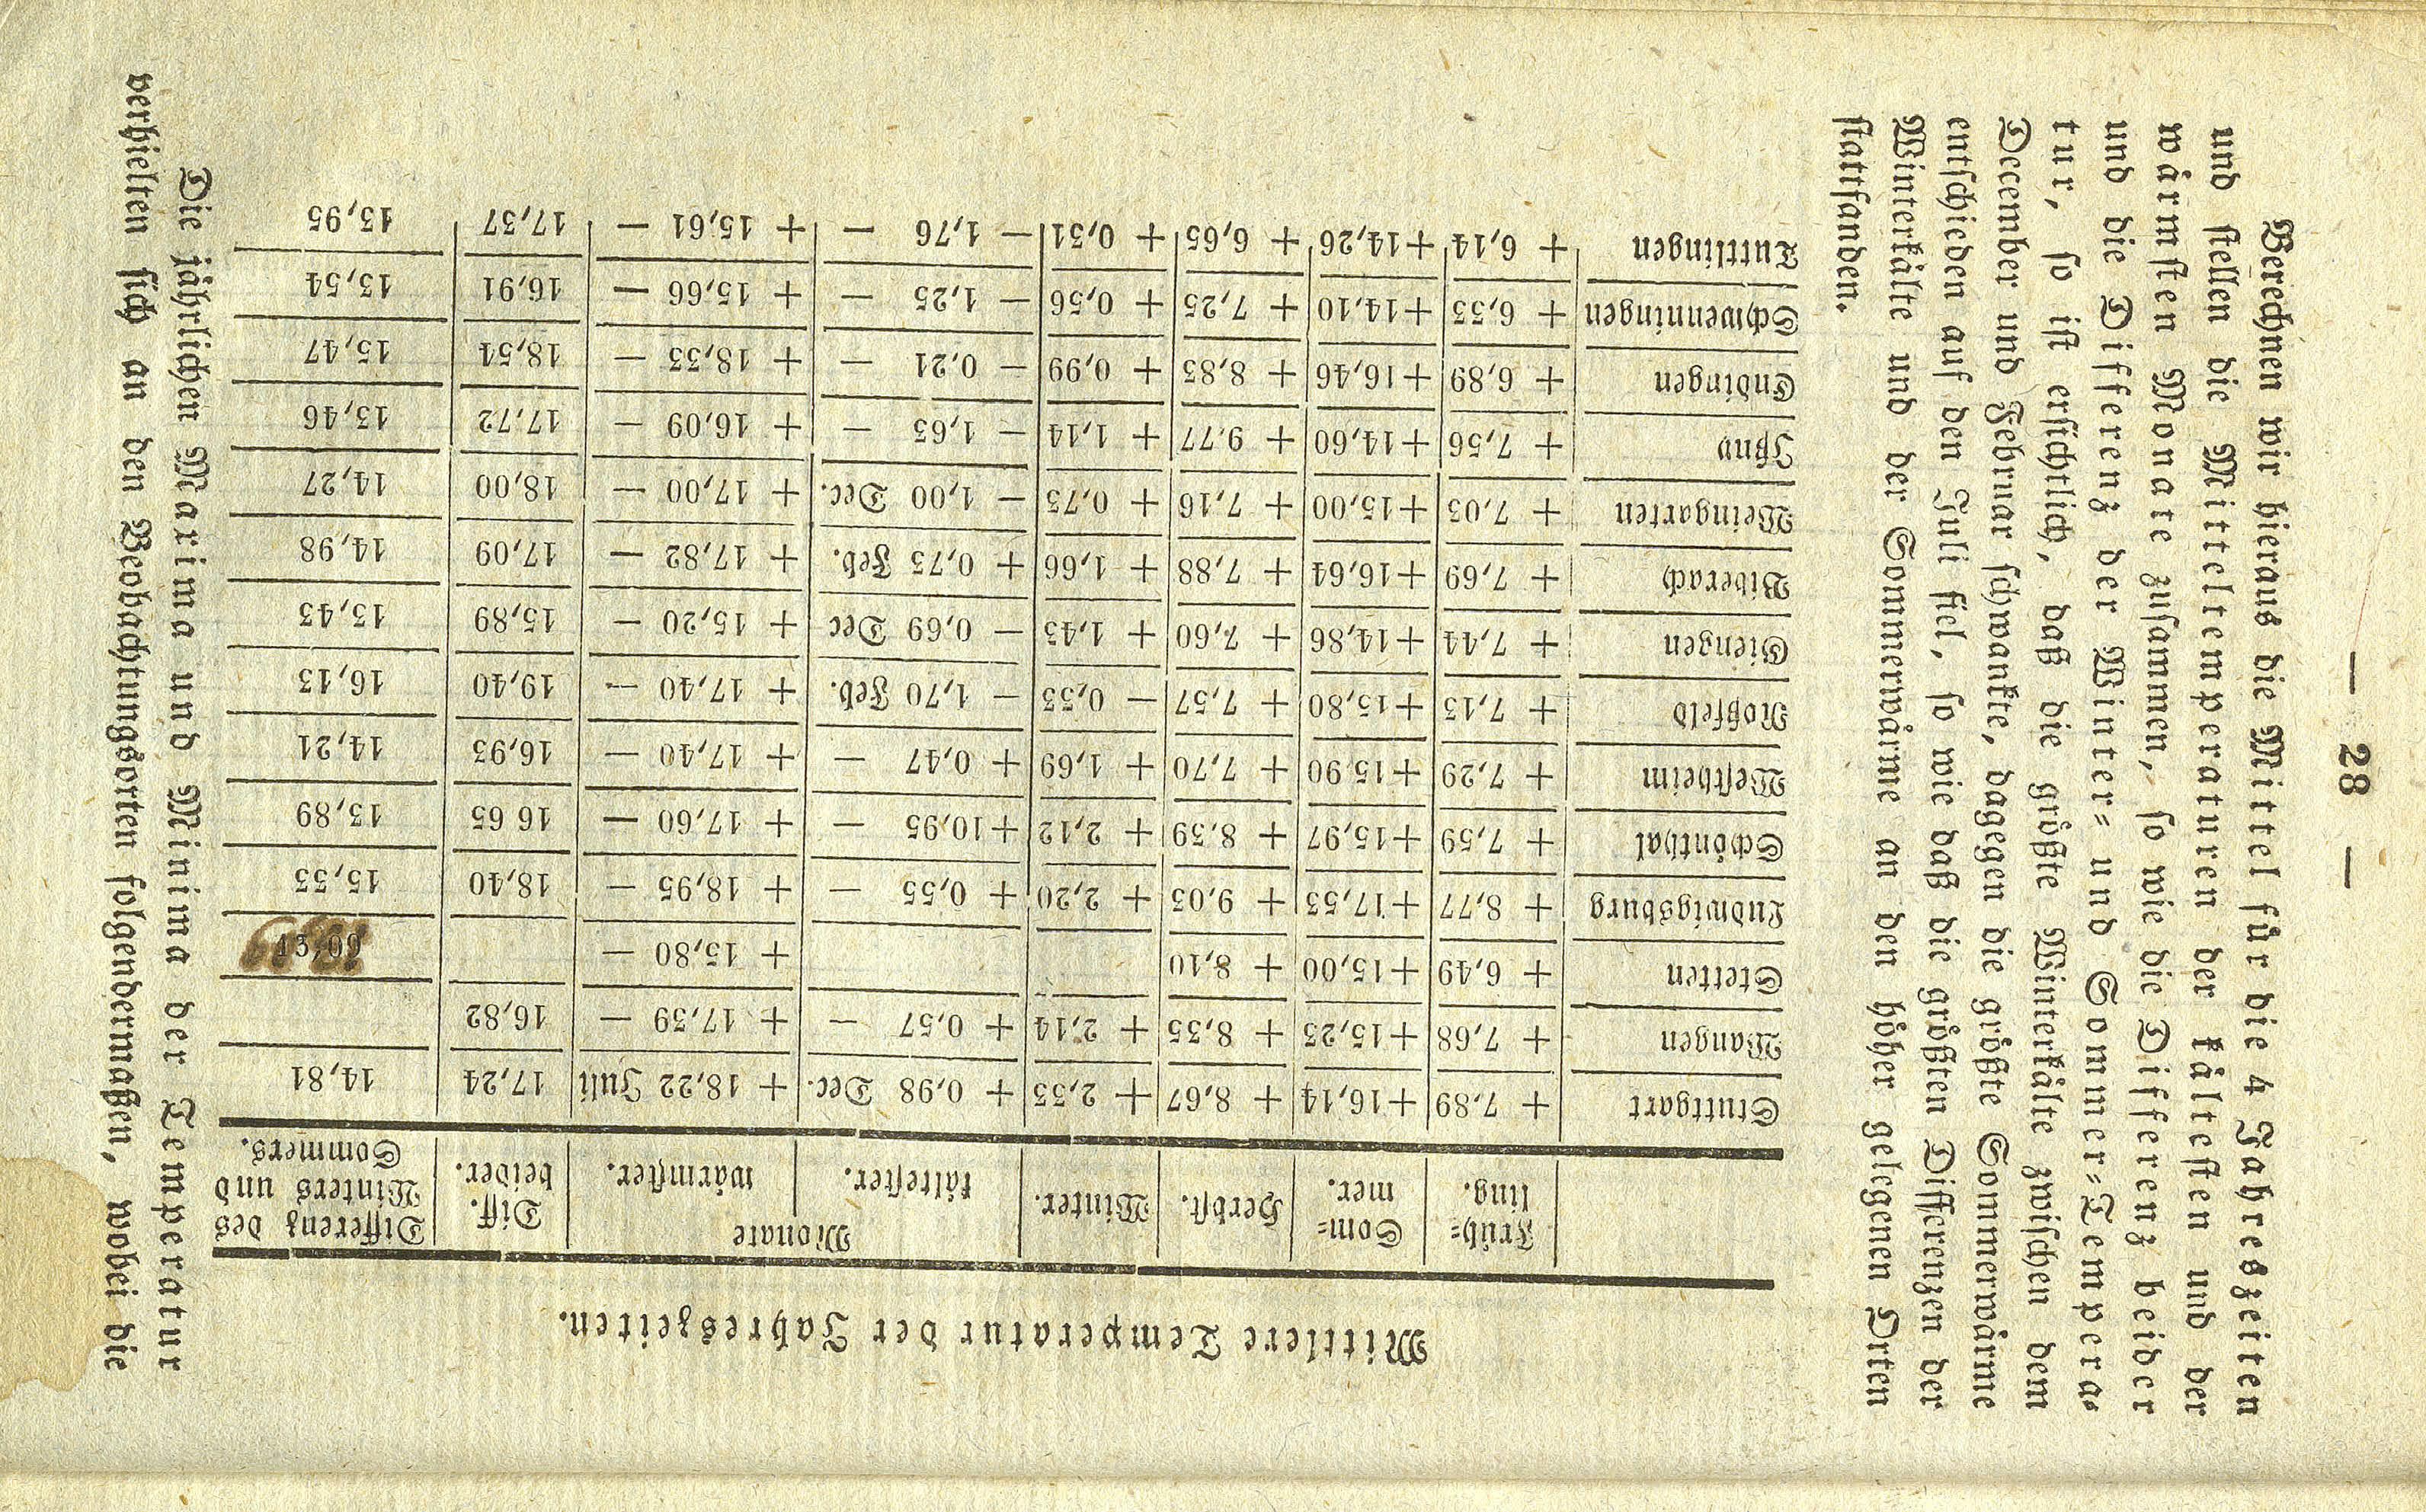 — 28 —
Berechnen wir hieraus die Mittel für die 4 Jahreszeiten
und stellen die Mitteltemperaturen der kältesten und der
wärmsten Monate zusammen, so wie die Differenz beider
und die Differenz der Winter= und Sommer=Tempera=
tur, so ist ersichtlich, daß die größte Winterkälte zwischen dem
December und Februar schwankte, dagegen die größte Sommerwärme
entschieden auf den Juli fiel, so wie daß die größten Differenzen der
Winterkälte und der Sommerwärme an den höher gelegenen Orten
stattfanden.
Mittlere Temperatur der Jahreszeiten.
Früh=ling. Som=mer. Herbst. Winter. Monate kältester. wärmster. Diff. beider. Differenz des Winters und Sommers.
Stuttgart + 7,89 +16,14 + 8,67 + 2,33 + 0,98 Dec. + 18,22 Juli 17,24 14,81
Wangen + 7,68 +15,23 + 8,35 + 2,14 + 0,57 — + 17,39 — 16,82
Stetten + 6,49 +15,00 + 8,10 + 15,80 — 13,09
Ludwigsburg + 8,77 +17,53 + 9,03 + 2,20 + 0,55 — + 18,95 — 18,40 15,33
Schönthal + 7,59 +15,97 + 8,39 + 2,12 +10,95 — + 17,60 — 16 65 13,89
Westheim + 7,29 +15 90 + 7,70 + 1,69 + 0,47 — + 17,40 — 16,93 14,21
Roßfeld + 7,13 +15,80 + 7,57 — 0,33 — 1,70 Feb. + 17,40 — 19,40 16,13
Giengen + 7,44 +14,86 + 7,60 + 1,43 — 0,69 Dec + 15,20 — 15,89 13,43
Biberach + 7,69 +16,64 + 7,88 + 1,66 + 0,73 Feb. + 17,82 — 17,09 14,98
Weingarten + 7,03 +15,00 + 7,16 + 0,73 — 1,00 Dec. + 17,00 — 18,00 14,27
Ißny + 7,56 +14,60 + 9,77 + 1,14 — 1,63 — + 16,09 — 17,72 13,46
Endingen + 6,89 +16,46 + 8,83 + 0,99 — 0,21 — + 18,33 — 18,54 15,47
Schwenningen + 6,33 +14,10 + 7,25 + 0,56 — 1,25 — + 15,66 — 16,91 13,54
Tuttlingen + 6,14 +14,26 + 6,65 + 0,31 — 1,76 — + 15,61 — 17,37 13,95
Die jährlichen Maxima und Minima der Temperatur
verhielten sich an den Beobachtungsorten folgendermaßen, wobei die